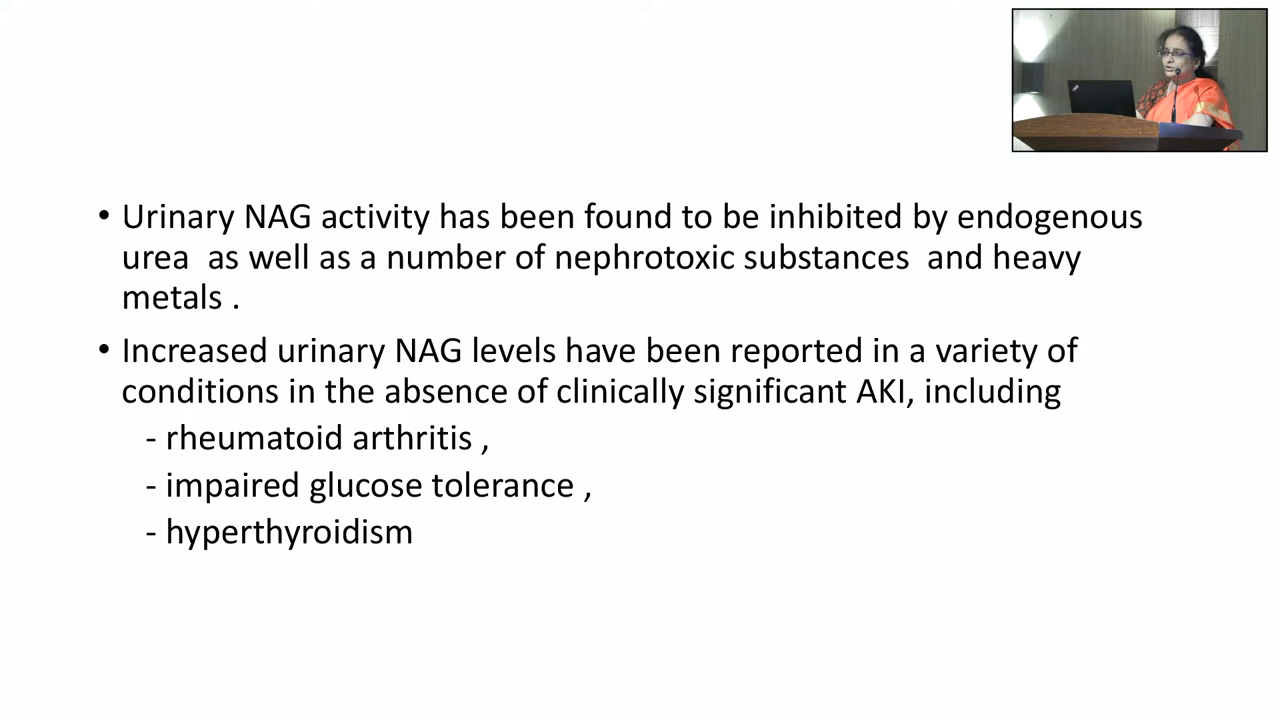 • Urinary NAG activity has been found to be inhibited by endogenous
urea  as well as a number of nephrotoxic substances  and heavy
metals .
• Increased urinary NAG levels have been reported in a variety of
conditions in the absence of clinically significant AKI, including
- rheumatoid arthritis ,
- impaired glucose tolerance ,
- hyperthyroidism